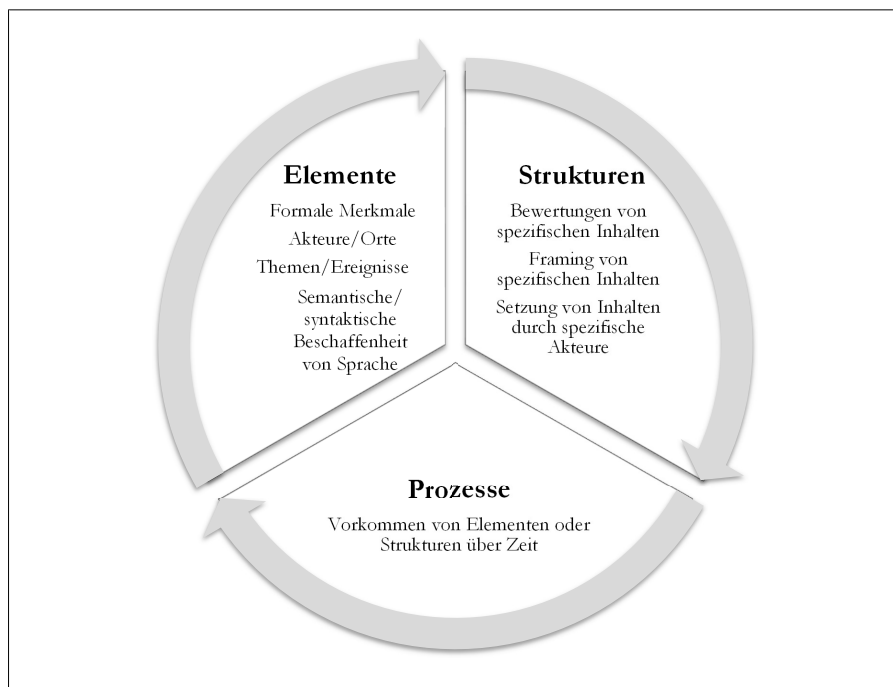 Elemente
Formale Merkmale
Akteure/Orte
Themen/Ereignisse
Semantische/
syntaktische
Beschaffenheit
von Sprache
Strukturen
Bewertungen von
spezifischen Inhalten
Framing von
spezifischen Inhalten
Setzung von Inhalten
durch spezifische
Akteure
Prozesse
Vorkommen von Elementen oder
Strukturen über Zeit